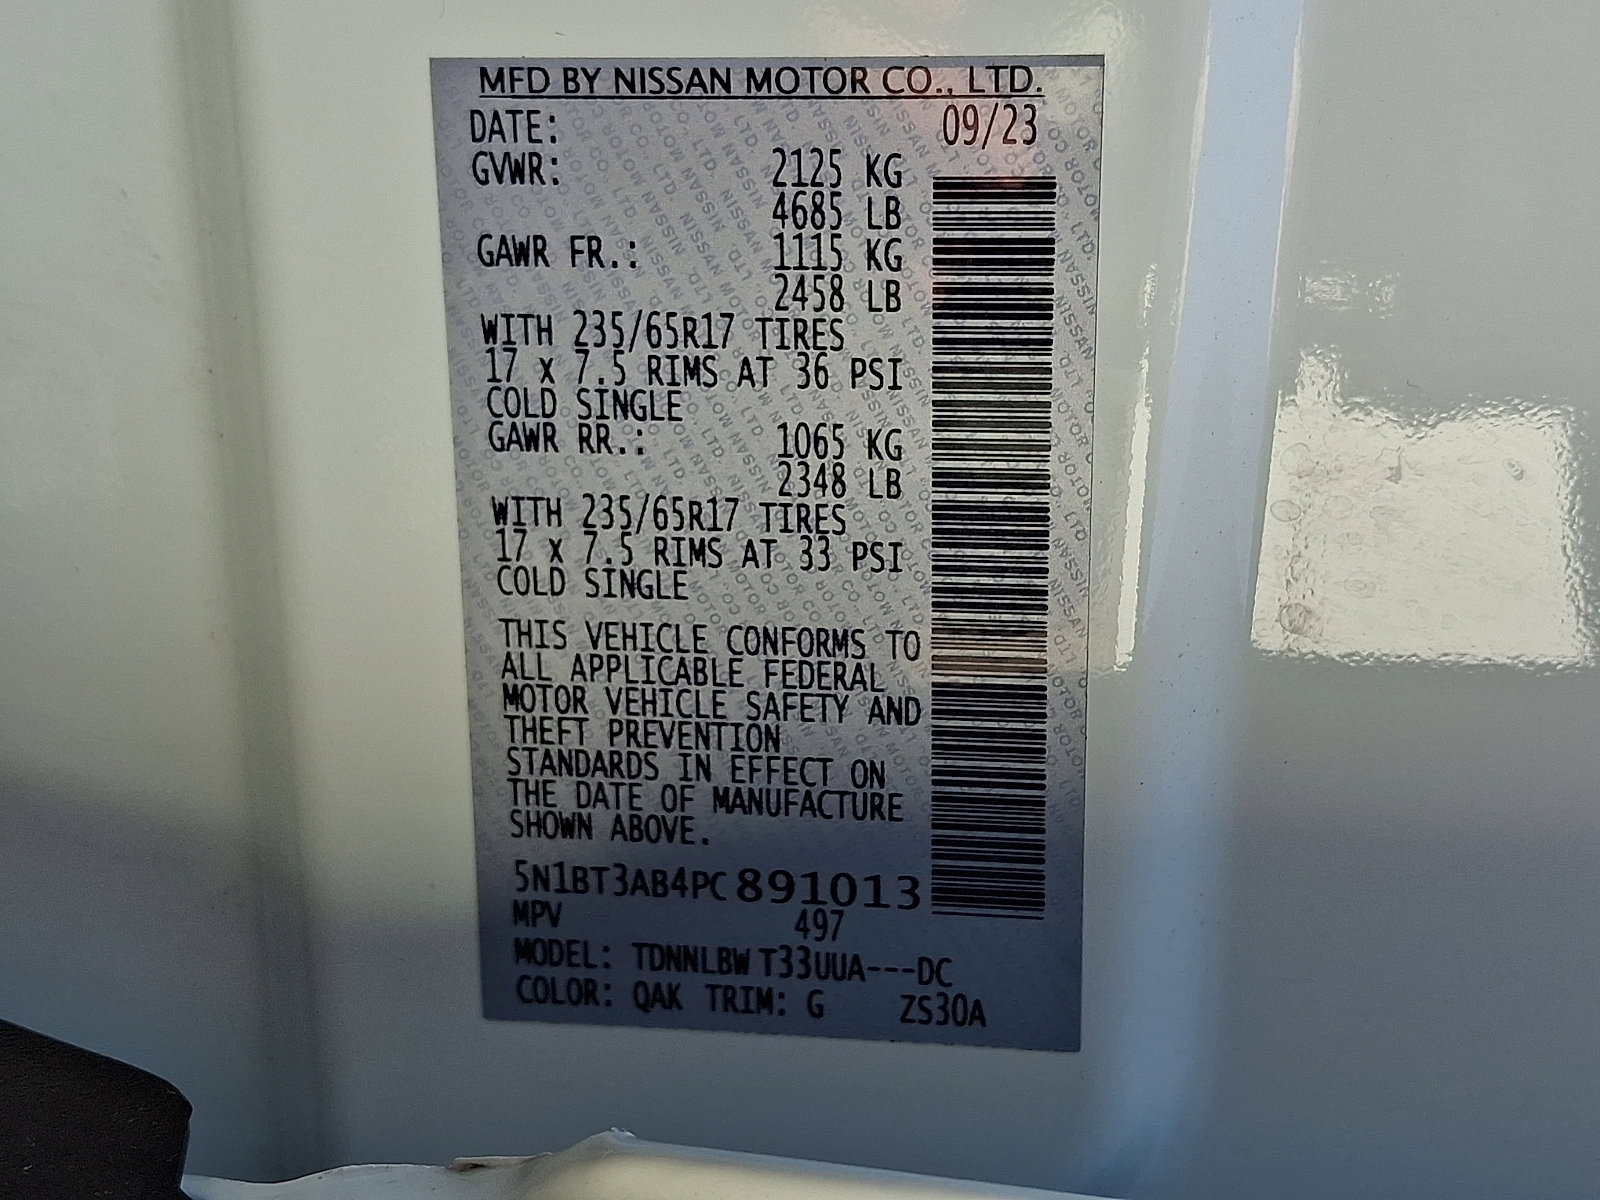 MFD BY NISSAN MOTOR CO., LTD.
DATE: 09/23
GVWR: 2125 KG
4685 LB
GAWR FR.: 1115 KG
2458 LB
WITH 235/65R17 TIRES
17 x 7.5 RIMS AT 36 PSI
COLD SINGLE
GAWR RR.: 1065 KG
2348 LB
WITH 235/65R17 TIRES
17 x 7.5 RIMS AT 33 PSI
COLD SINGLE
THIS VEHICLE CONFORMS TO
ALL APPLICABLE FEDERAL
MOTOR VEHICLE SAFETY AND
THEFT PREVENTION
STANDARDS IN EFFECT ON
THE DATE OF MANUFACTURE
SHOWN ABOVE.
5N1BT3AB4PC891013
MPV 497
MODEL: TDNNLBW T33UUA---DC
COLOR: QAK TRIM: G ZS30A